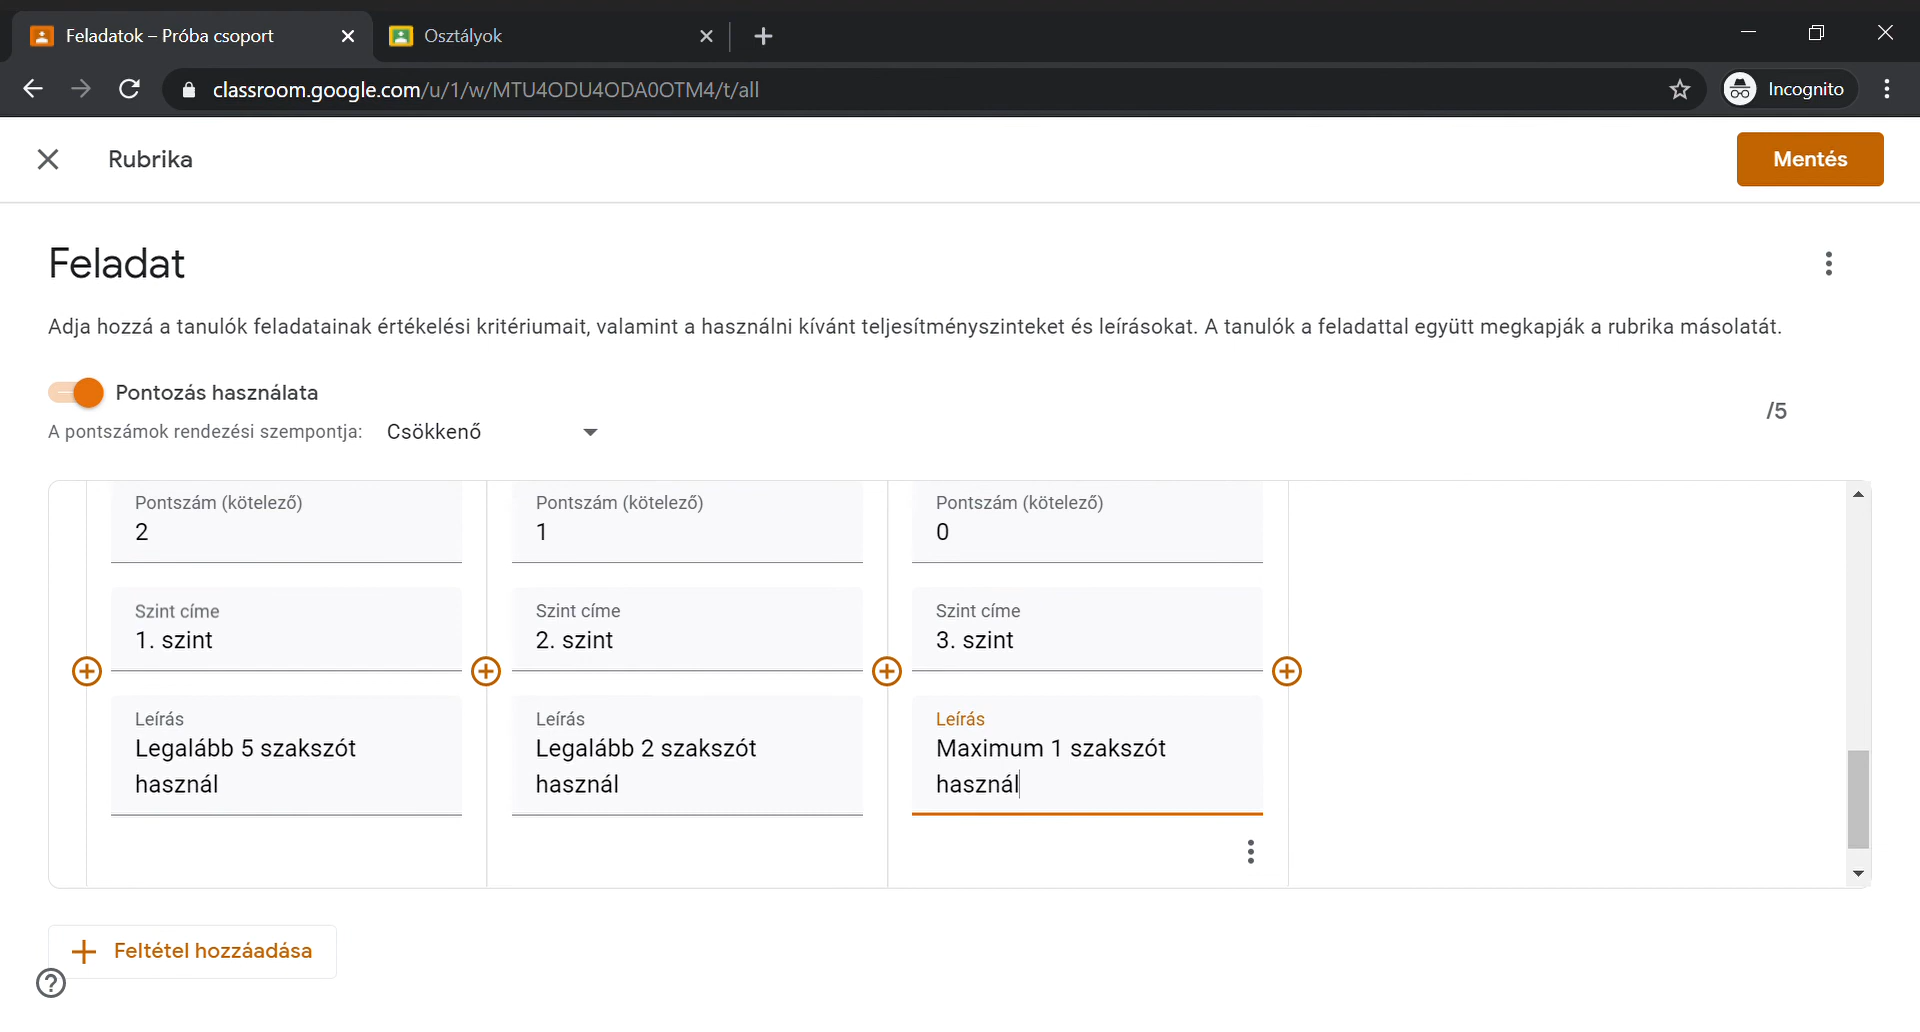 Feladatok – Próba csoport
Osztályok
classroom.google.com/u/1/w/MTU4ODU4ODA0OTM4/t/all
Incognito
Rubrika
Mentés
Feladat
Adja hozzá a tanulók feladatainak értékelési kritériumait, valamint a használni kívánt teljesítményszinteket és leírásokat. A tanulók a feladattal együtt megkapják a rubrika másolatát.
Pontozás használata
/5
A pontszámok rendezési szempontja: Csökkenő
Pontszám (kötelező)
2
Pontszám (kötelező)
1
Pontszám (kötelező)
0
Szint címe
1. szint
Szint címe
2. szint
Szint címe
3. szint
Leírás
Legalább 5 szakszót
használ
Leírás
Legalább 2 szakszót
használ
Leírás
Maximum 1 szakszót
használ
Feltétel hozzáadása